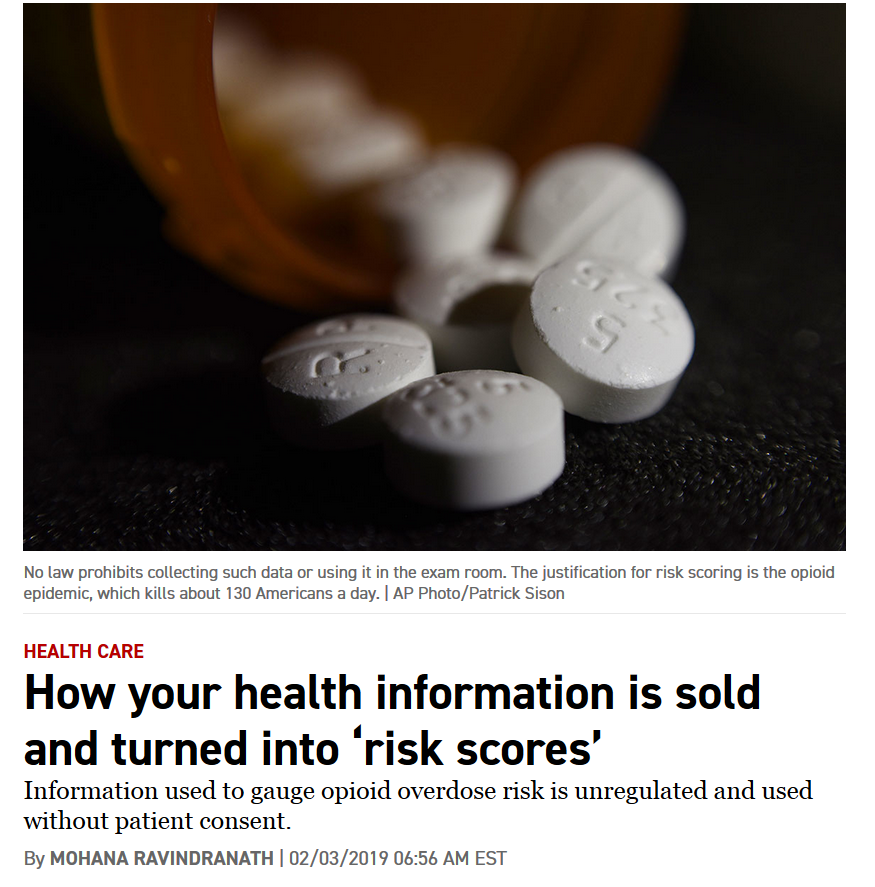 5
425
R
No law prohibits collecting such data or using it in the exam room. The justification for risk scoring is the opioid
epidemic, which kills about 130 Americans a day. | AP Photo/Patrick Sison
HEALTH CARE
How your health information is sold
and turned into ‘risk scores’
Information used to gauge opioid overdose risk is unregulated and used
without patient consent.
By MOHANA RAVINDRANATH | 02/03/2019 06:56 AM EST